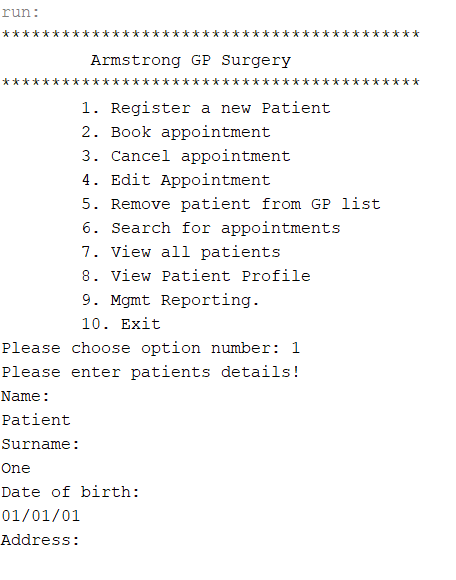 run:
******************************************
Armstrong GP Surgery
******************************************
1. Register a new Patient
2. Book appointment
3. Cancel appointment
4. Edit Appointment
5. Remove patient from GP list
6. Search for appointments
7. View all patients
8. View Patient Profile
9. Mgmt Reporting.
10. Exit
Please choose option number: 1
Please enter patients details!
Name:
Patient
Surname:
One
Date of birth:
01/01/01
Address: